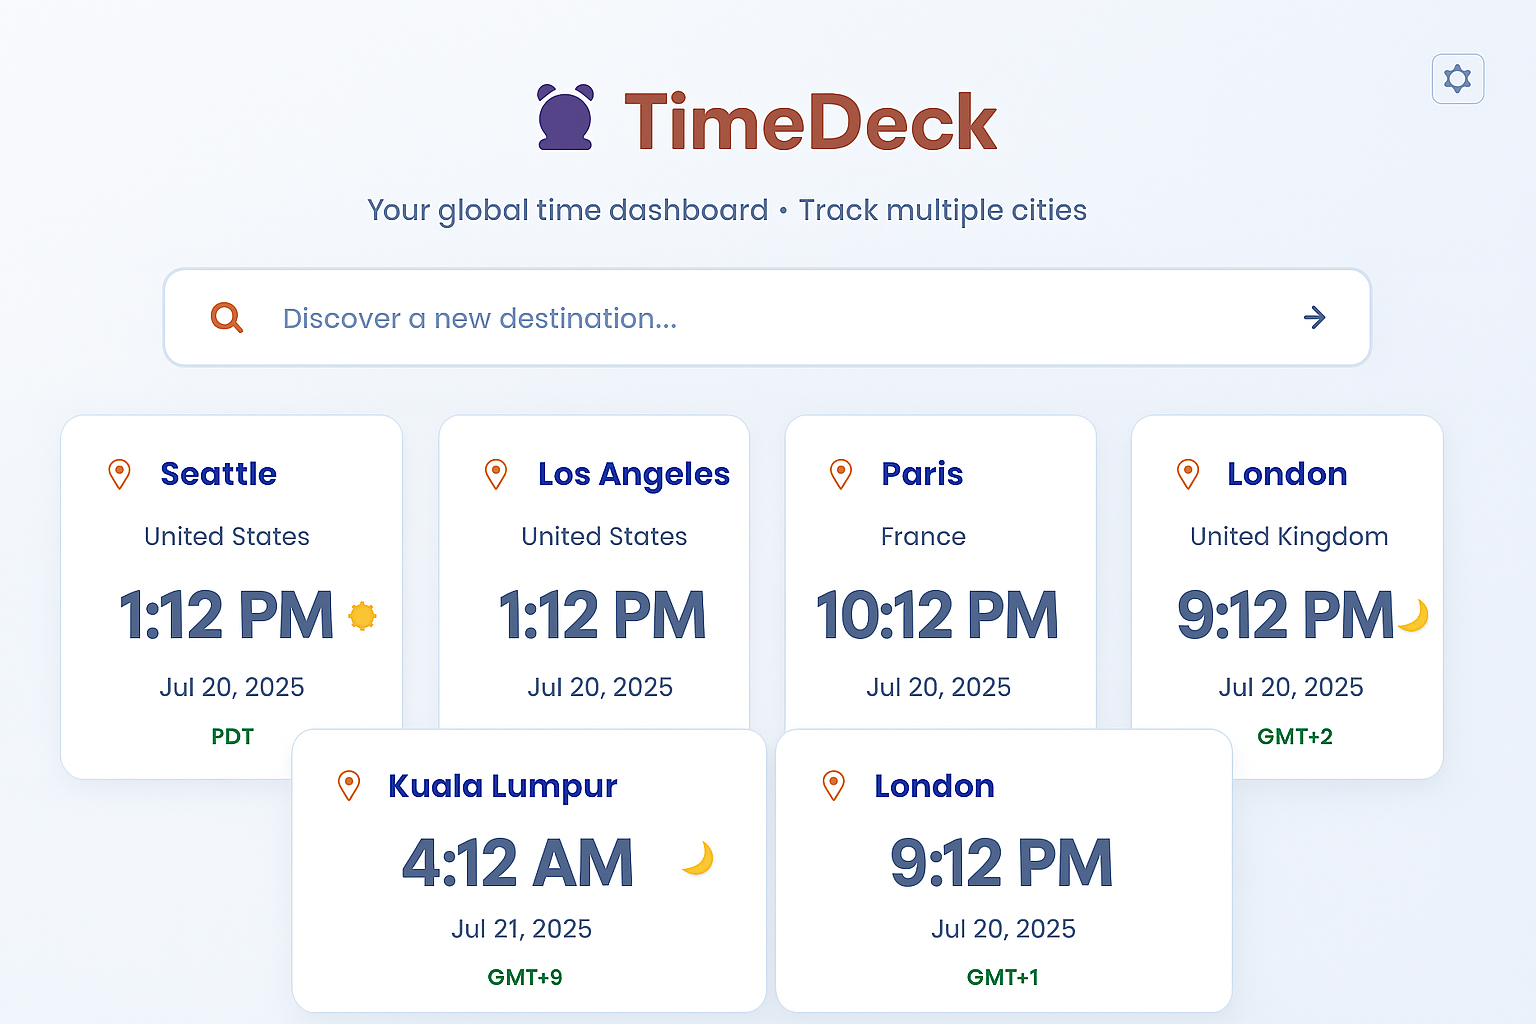 TimeDeck
Your global time dashboard • Track multiple cities
Discover a new destination...
Seattle
United States
1:12 PM
Jul 20, 2025
PDT
Los Angeles
United States
1:12 PM
Jul 20, 2025
Paris
France
10:12 PM
Jul 20, 2025
London
United Kingdom
9:12 PM
Jul 20, 2025
GMT+2
Kuala Lumpur
4:12 AM
Jul 21, 2025
GMT+9
London
9:12 PM
Jul 20, 2025
GMT+1